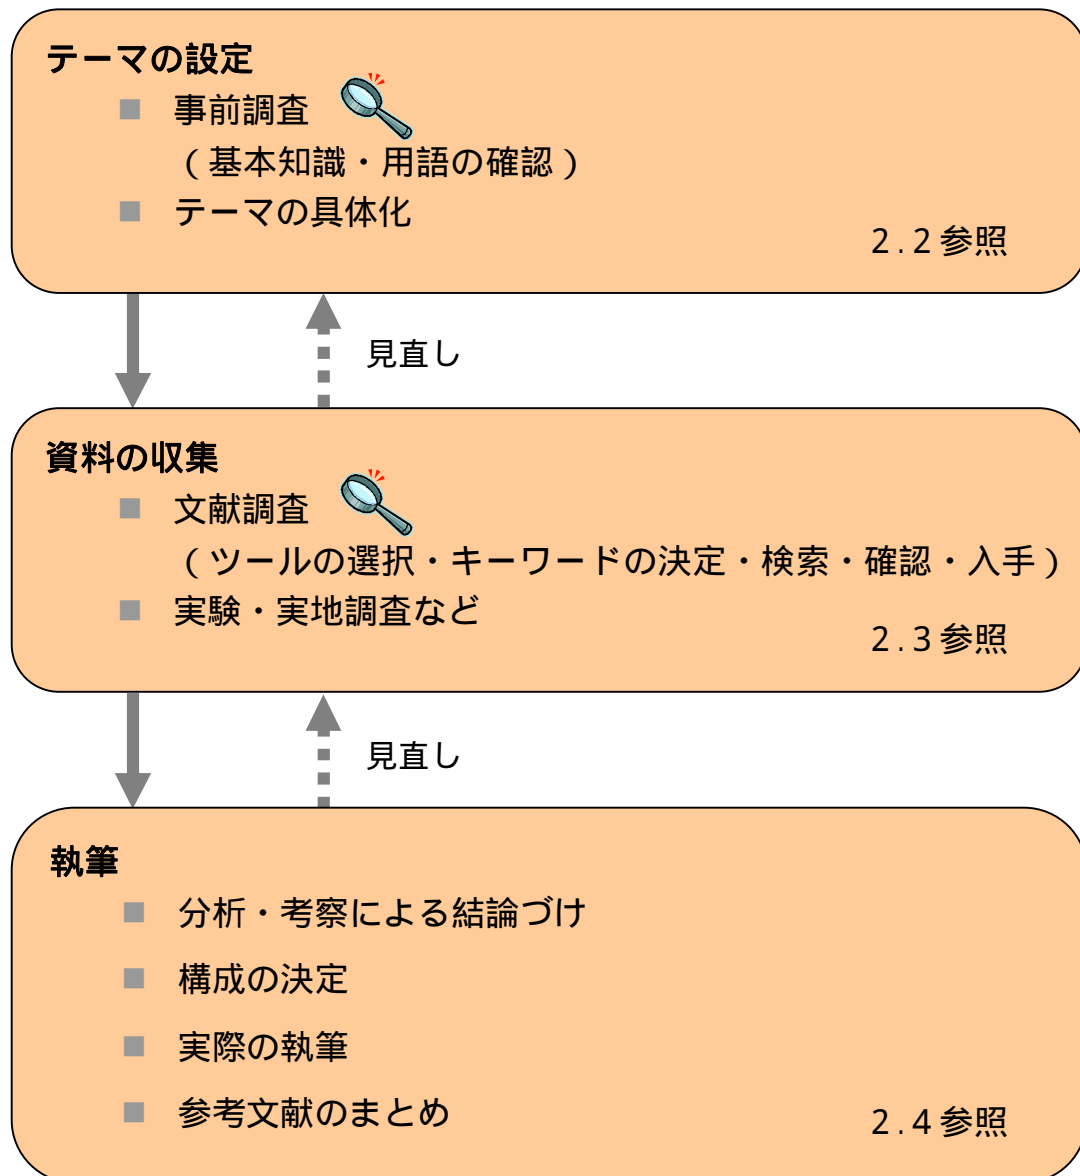 テーマの設定
■ 事前調査
(基本知識・用語の確認)
■ テーマの具体化
2.2参照
見直し
資料の収集
■ 文献調査
(ツールの選択・キーワードの決定・検索・確認・入手)
■ 実験・実地調査など
2.3参照
見直し
執筆
■ 分析・考察による結論づけ
■ 構成の決定
■ 実際の執筆
■ 参考文献のまとめ
2.4参照